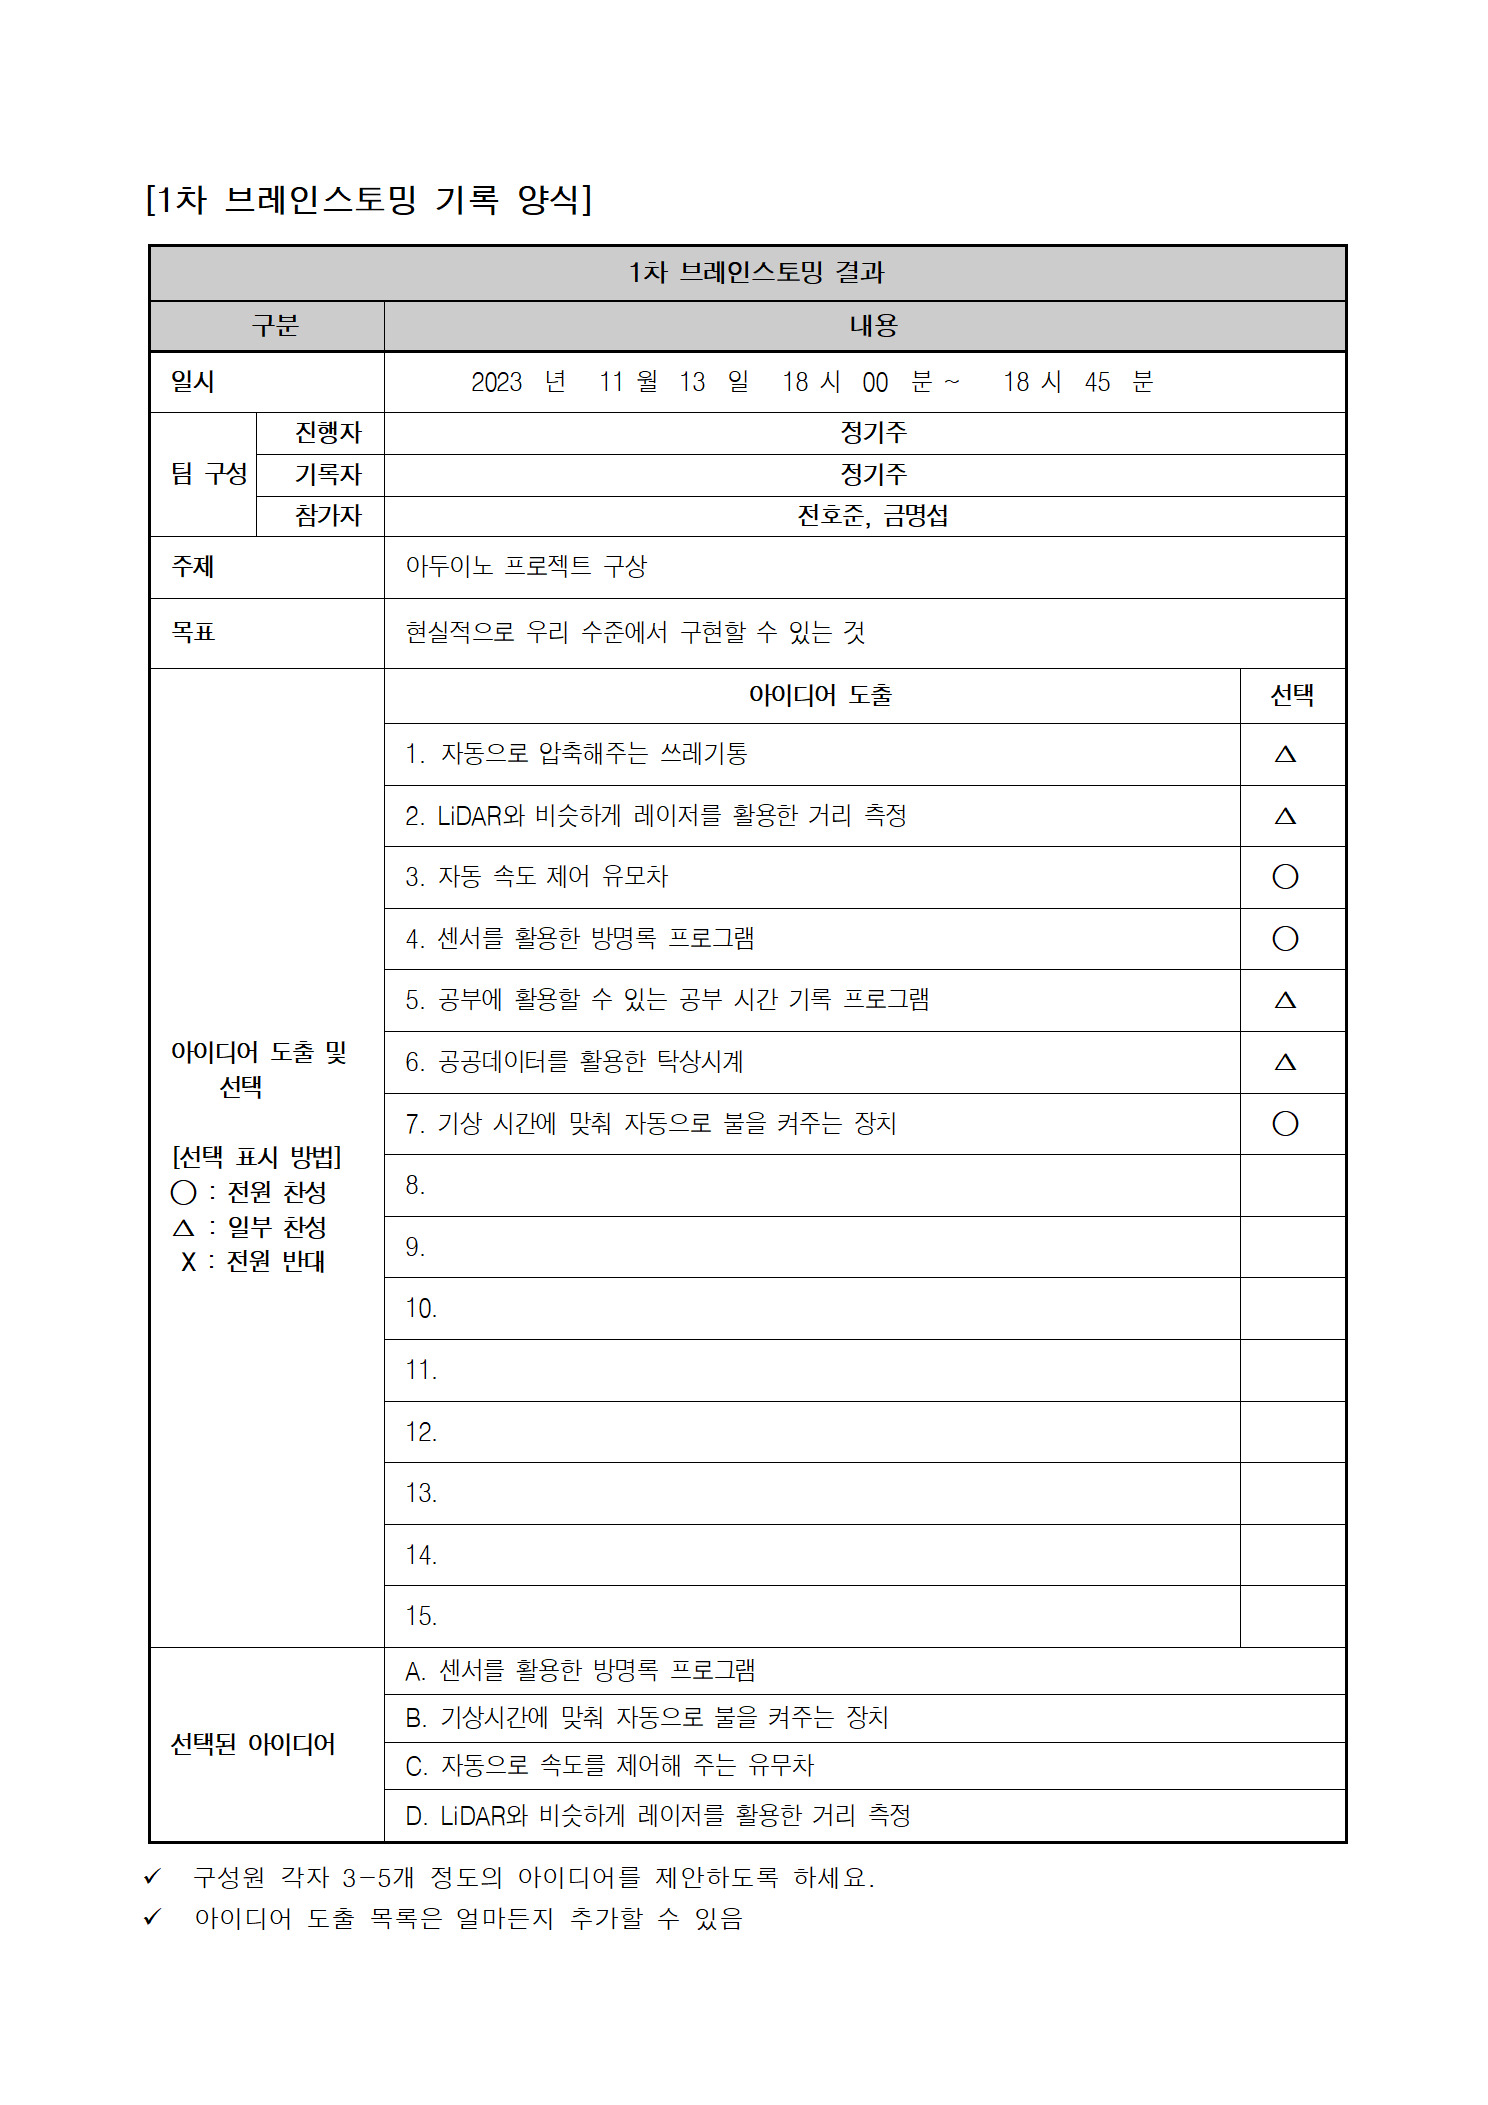 [1차 브레인스토밍 기록 양식]
1차 브레인스토밍 결과
구분 내용
일시 2023 년 11 월 13 일 18 시 00 분 ~ 18 시 45 분
팀 구성
진행자 정기주
기록자 정기주
참가자 전호준, 금명섭
주제 아두이노 프로젝트 구상
목표 현실적으로 우리 수준에서 구현할 수 있는 것
아이디어 도출 및
선택
[선택 표시 방법]
○ : 전원 찬성
△ : 일부 찬성
X : 전원 반대
아이디어 도출 선택
1. 자동으로 압축해주는 쓰레기통 △
2. LiDAR와 비슷하게 레이저를 활용한 거리 측정 △
3. 자동 속도 제어 유모차 ○
4. 센서를 활용한 방명록 프로그램 ○
5. 공부에 활용할 수 있는 공부 시간 기록 프로그램 △
6. 공공데이터를 활용한 탁상시계 △
7. 기상 시간에 맞춰 자동으로 불을 켜주는 장치 ○
8.
9.
10.
11.
12.
13.
14.
15.
선택된 아이디어
A. 센서를 활용한 방명록 프로그램
B. 기상시간에 맞춰 자동으로 불을 켜주는 장치
C. 자동으로 속도를 제어해 주는 유무차
D. LiDAR와 비슷하게 레이저를 활용한 거리 측정
✓ 구성원 각자 3-5개 정도의 아이디어를 제안하도록 하세요.
✓ 아이디어 도출 목록은 얼마든지 추가할 수 있음